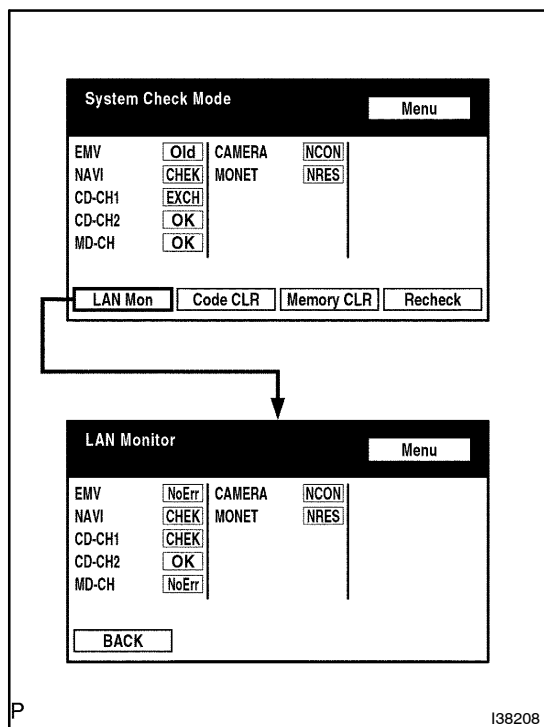 System Check Mode
Menu
EMV Old CAMERA NCON
NAVI CHEK MONET NRES
CD-CH1 EXCH
CD-CH2 OK
MD-CH OK
LAN Mon Code CLR Memory CLR Recheck
LAN Monitor
Menu
EMV NoErr CAMERA NCON
NAVI CHEK MONET NRES
CD-CH1 CHEK
CD-CH2 OK
MD-CH NoErr
BACK
P
I38208